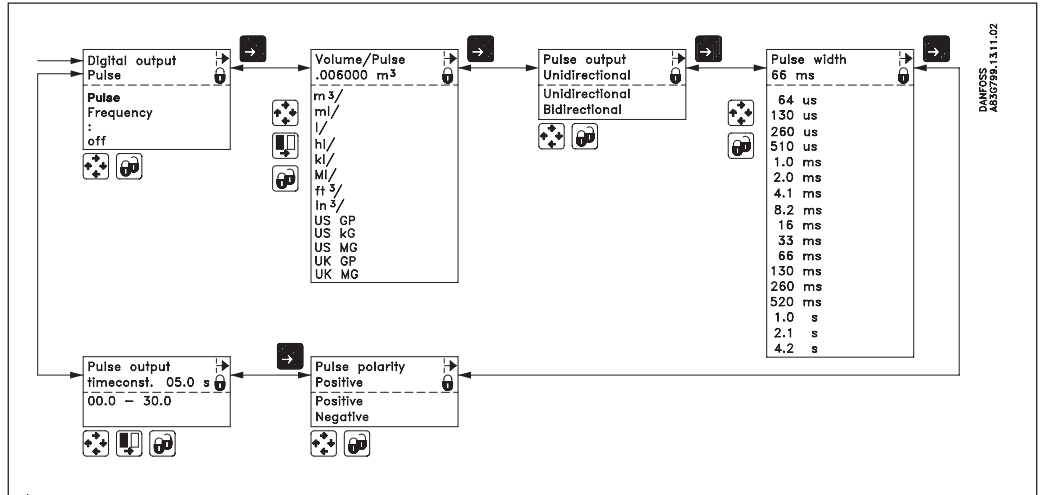 Digital output
Pulse
Pulse
Frequency
:
off
Volume/Pulse
.006000 m³
m³/
ml/
l/
hl/
kl/
Ml/
ft³/
in³/
US GP
US kG
US MG
UK GP
UK MG
Pulse output
Unidirectional
Unidirectional
Bidirectional
Pulse width
66 ms
64 us
130 us
260 us
510 us
1.0 ms
2.0 ms
4.1 ms
8.2 ms
16 ms
33 ms
66 ms
130 ms
260 ms
520 ms
1.0 s
2.1 s
4.2 s
DANFOSS
A83G799.13.11.02
Pulse output
timeconst. 05.0 s
00.0 – 30.0
Pulse polarity
Positive
Positive
Negative